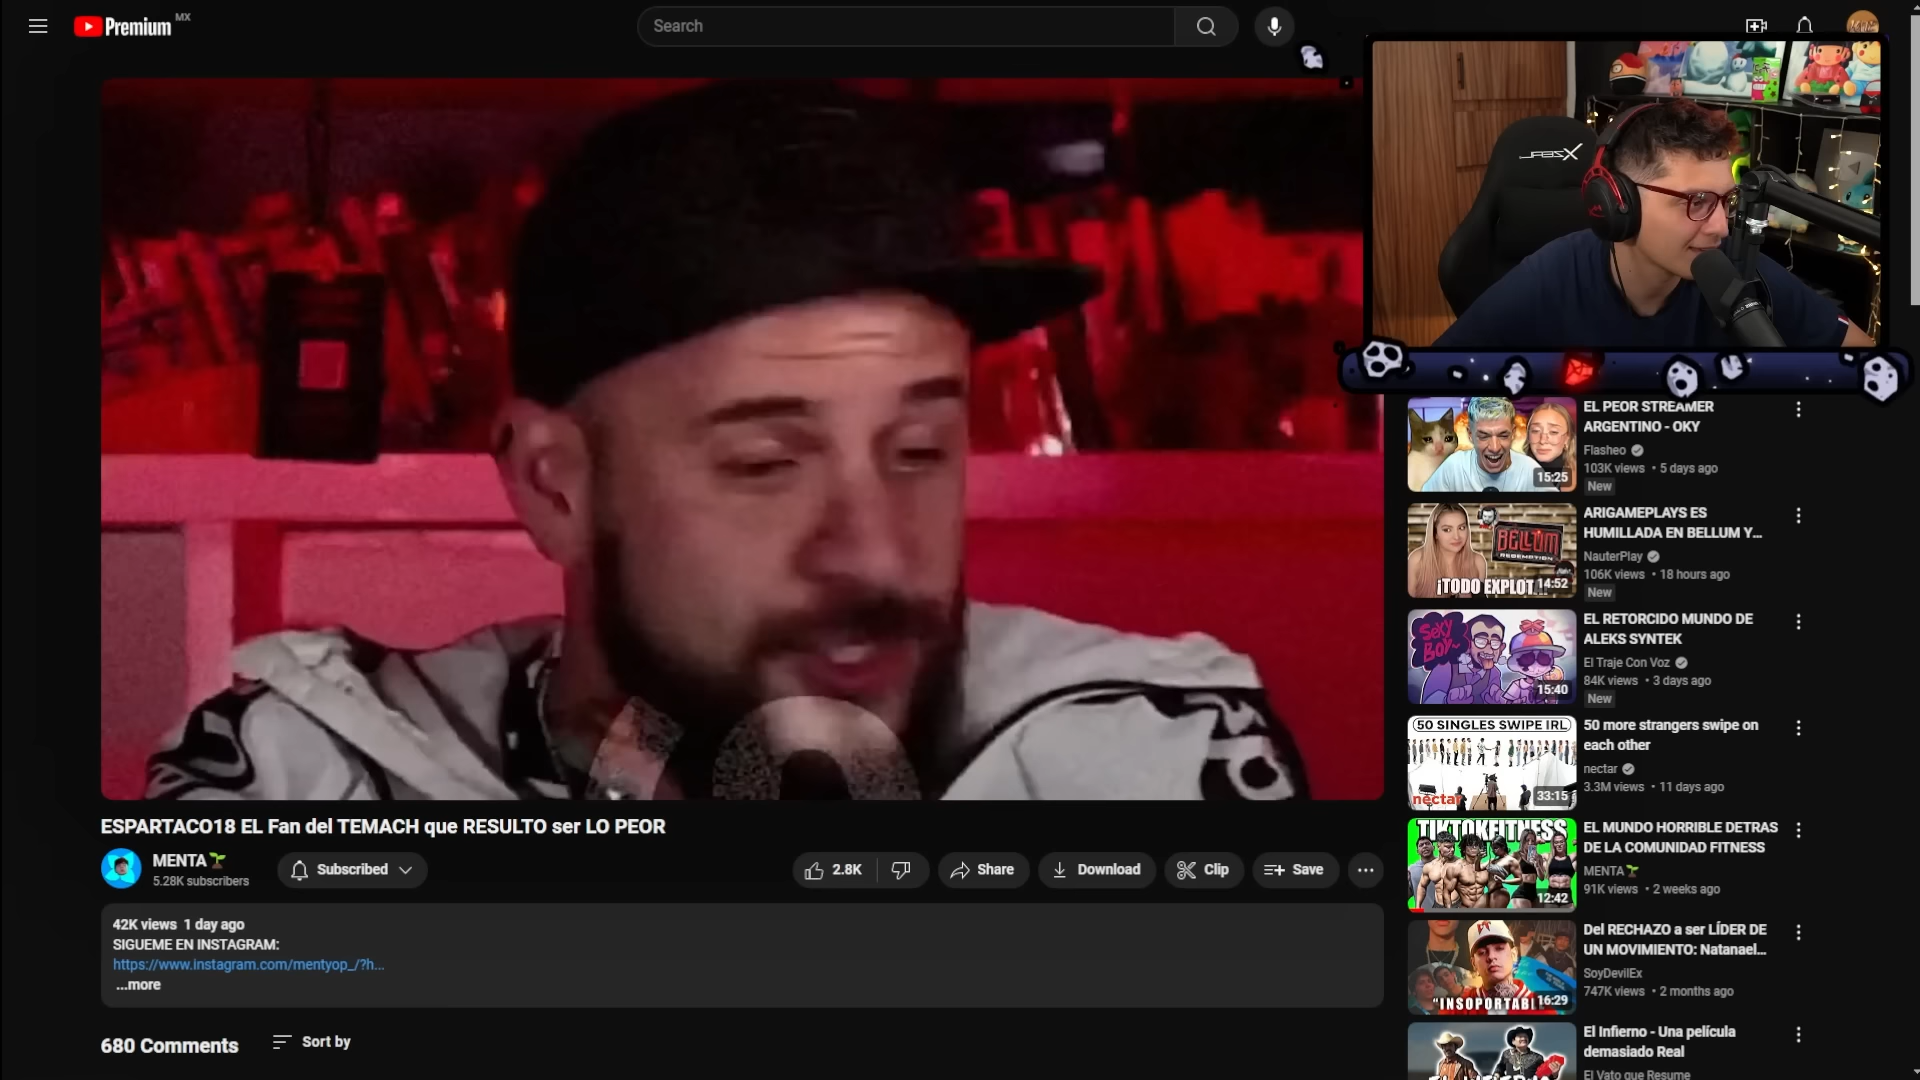 Premium MX
Search
EL PEOR STREAMER
ARGENTINO - OKY
Flasheo
103K views • 5 days ago
New
15:25
ARIGAMEPLAYS ES
HUMILLADA EN BELLUM Y...
NauterPlay
106K views • 18 hours ago
New
BELLUM
REDEMPTION
¡TODO EXPLOT
14:52
EL RETORCIDO MUNDO DE
ALEKS SYNTEK
El Traje Con Voz
84K views • 3 days ago
New
SEXY
BOY~
15:40
50 more strangers swipe on
each other
nectar
3.3M views • 11 days ago
50 SINGLES SWIPE IRL
nectar
33:15
EL MUNDO HORRIBLE DETRAS
DE LA COMUNIDAD FITNESS
MENTA🌱
91K views • 2 weeks ago
TIKTOKFITNESS
12:42
Del RECHAZO a ser LÍDER DE
UN MOVIMIENTO: Natanael...
SoyDevilEx
747K views • 2 months ago
"INSOPORTABL
16:29
El Infierno - Una película
demasiado Real
El Vato que Resume
ESPARTACO18 EL Fan del TEMACH que RESULTO ser LO PEOR
MENTA🌱
5.28K subscribers
Subscribed
2.8K
Share
Download
Clip
Save
42K views 1 day ago
SIGUEME EN INSTAGRAM:
https://www.instagram.com/mentyop_/?h...
...more
680 Comments
Sort by